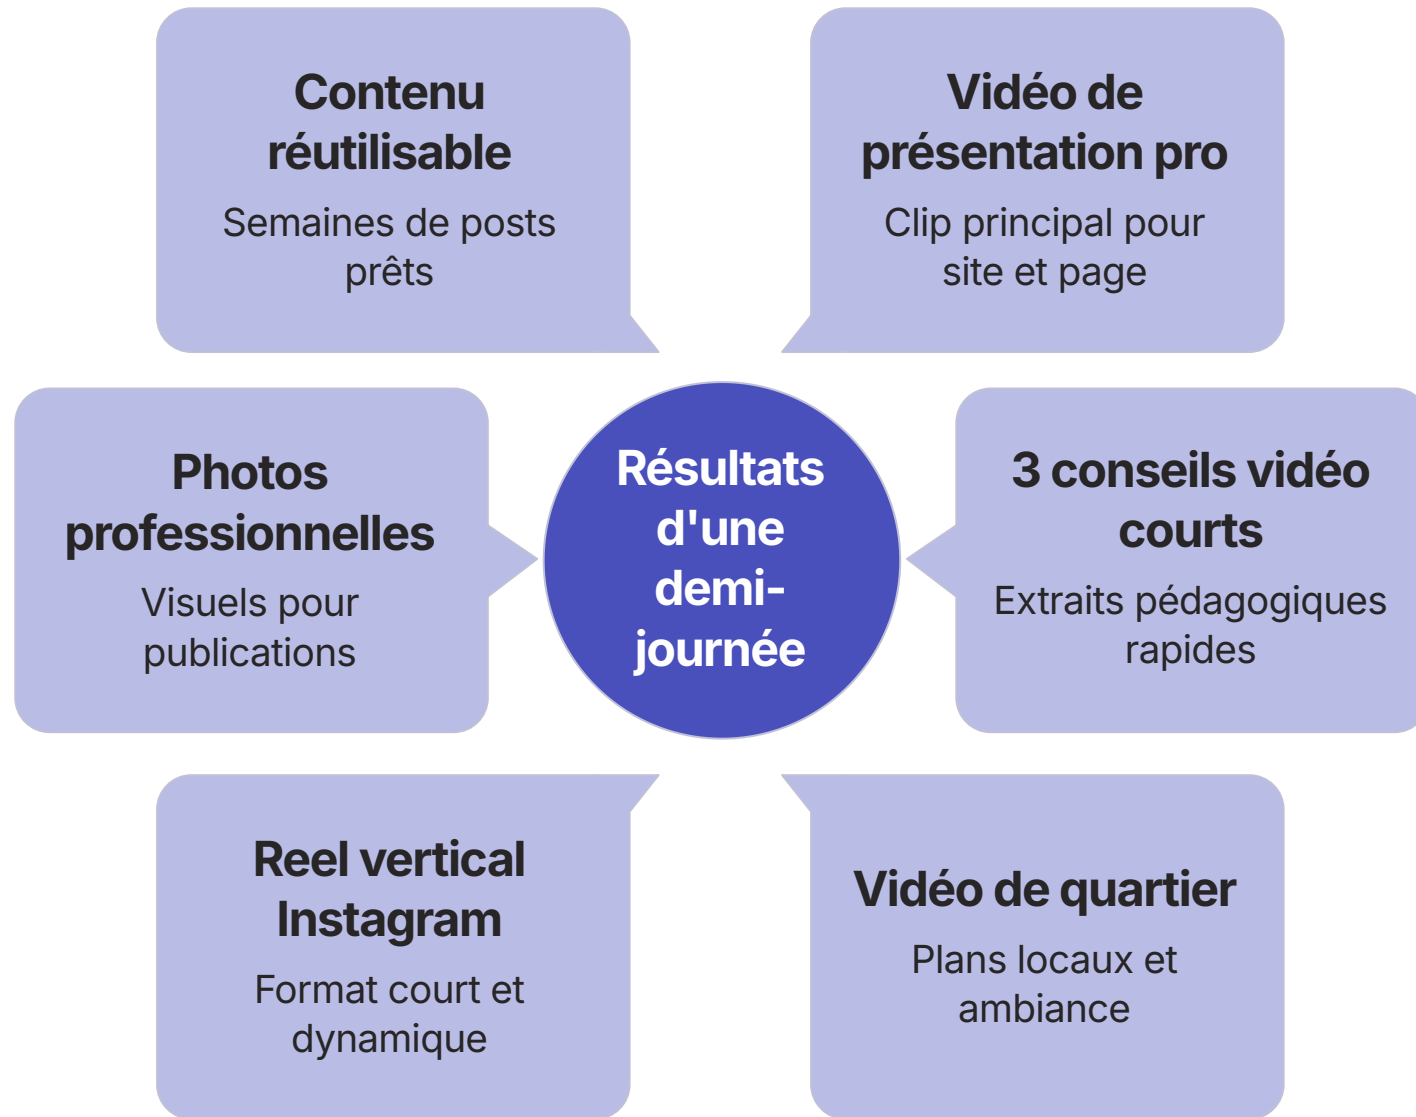 Contenu
réutilisable
Semaines de posts
prêts
Vidéo de
présentation pro
Clip principal pour
site et page
Photos
professionnelles
Visuels pour
publications
Résultats
d'une
demi-
journée
3 conseils vidéo
courts
Extraits pédagogiques
rapides
Reel vertical
Instagram
Format court et
dynamique
Vidéo de quartier
Plans locaux et
ambiance